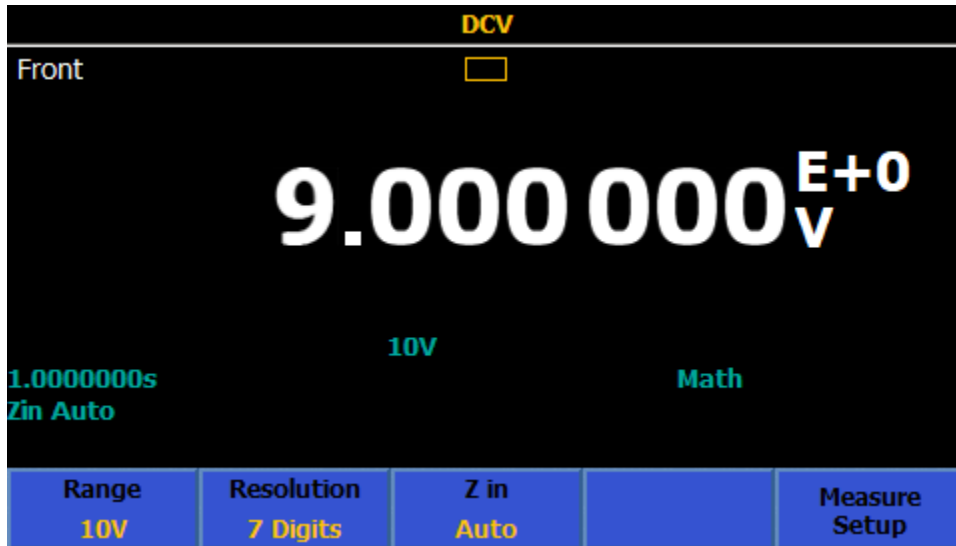 DCV
Front
9.000 000 E+0
V
10V
1.0000000s Math
Zin Auto
Range Resolution Z in Measure
Setup
10V 7 Digits Auto